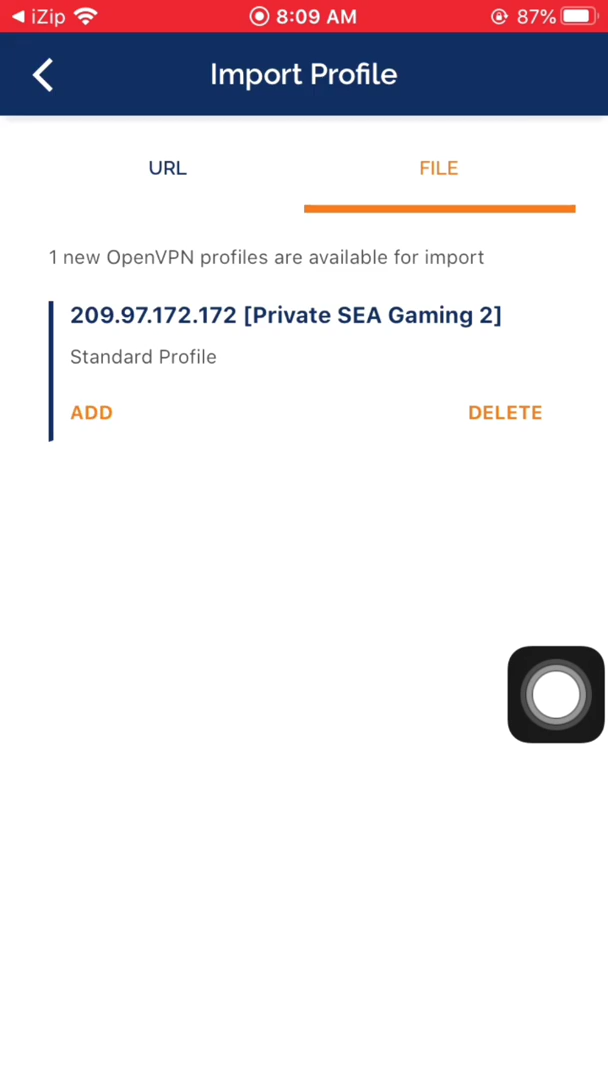 iZip 8:09 AM 87%
Import Profile
URL FILE
1 new OpenVPN profiles are available for import
209.97.172.172 [Private SEA Gaming 2]
Standard Profile
ADD DELETE